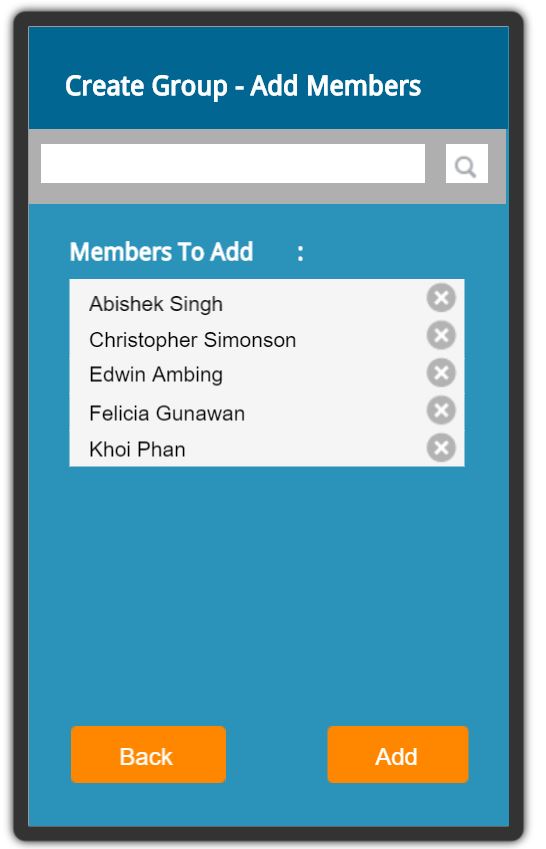 Create Group - Add Members
Members To Add :
Abishek Singh
Christopher Simonson
Edwin Ambing
Felicia Gunawan
Khoi Phan
Back Add